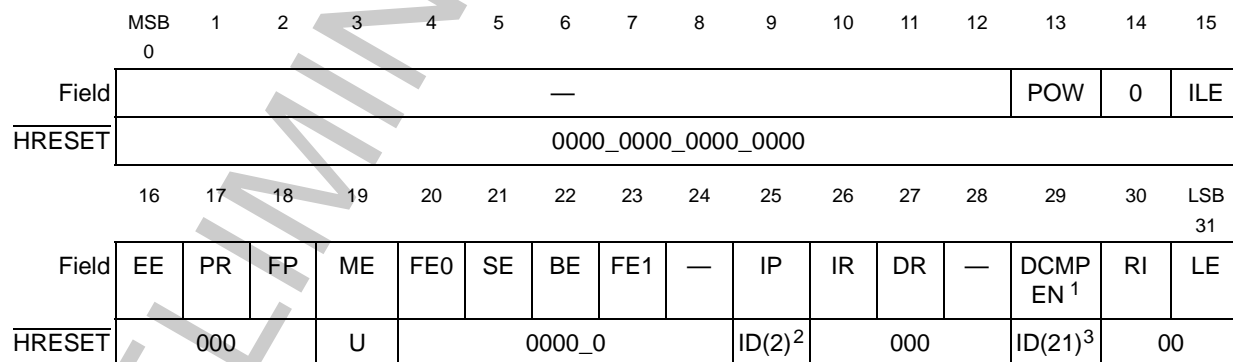 MSB 0 1 2 3 4 5 6 7 8 9 10 11 12 13 14 15
Field — POW 0 ILE
HRESET 0000_0000_0000_0000
16 17 18 19 20 21 22 23 24 25 26 27 28 29 30 LSB 31
Field EE PR FP ME FE0 SE BE FE1 — IP IR DR — DCMP EN 1 RI LE
HRESET 000 U 0000_0 ID(2)2 000 ID(21)3 00